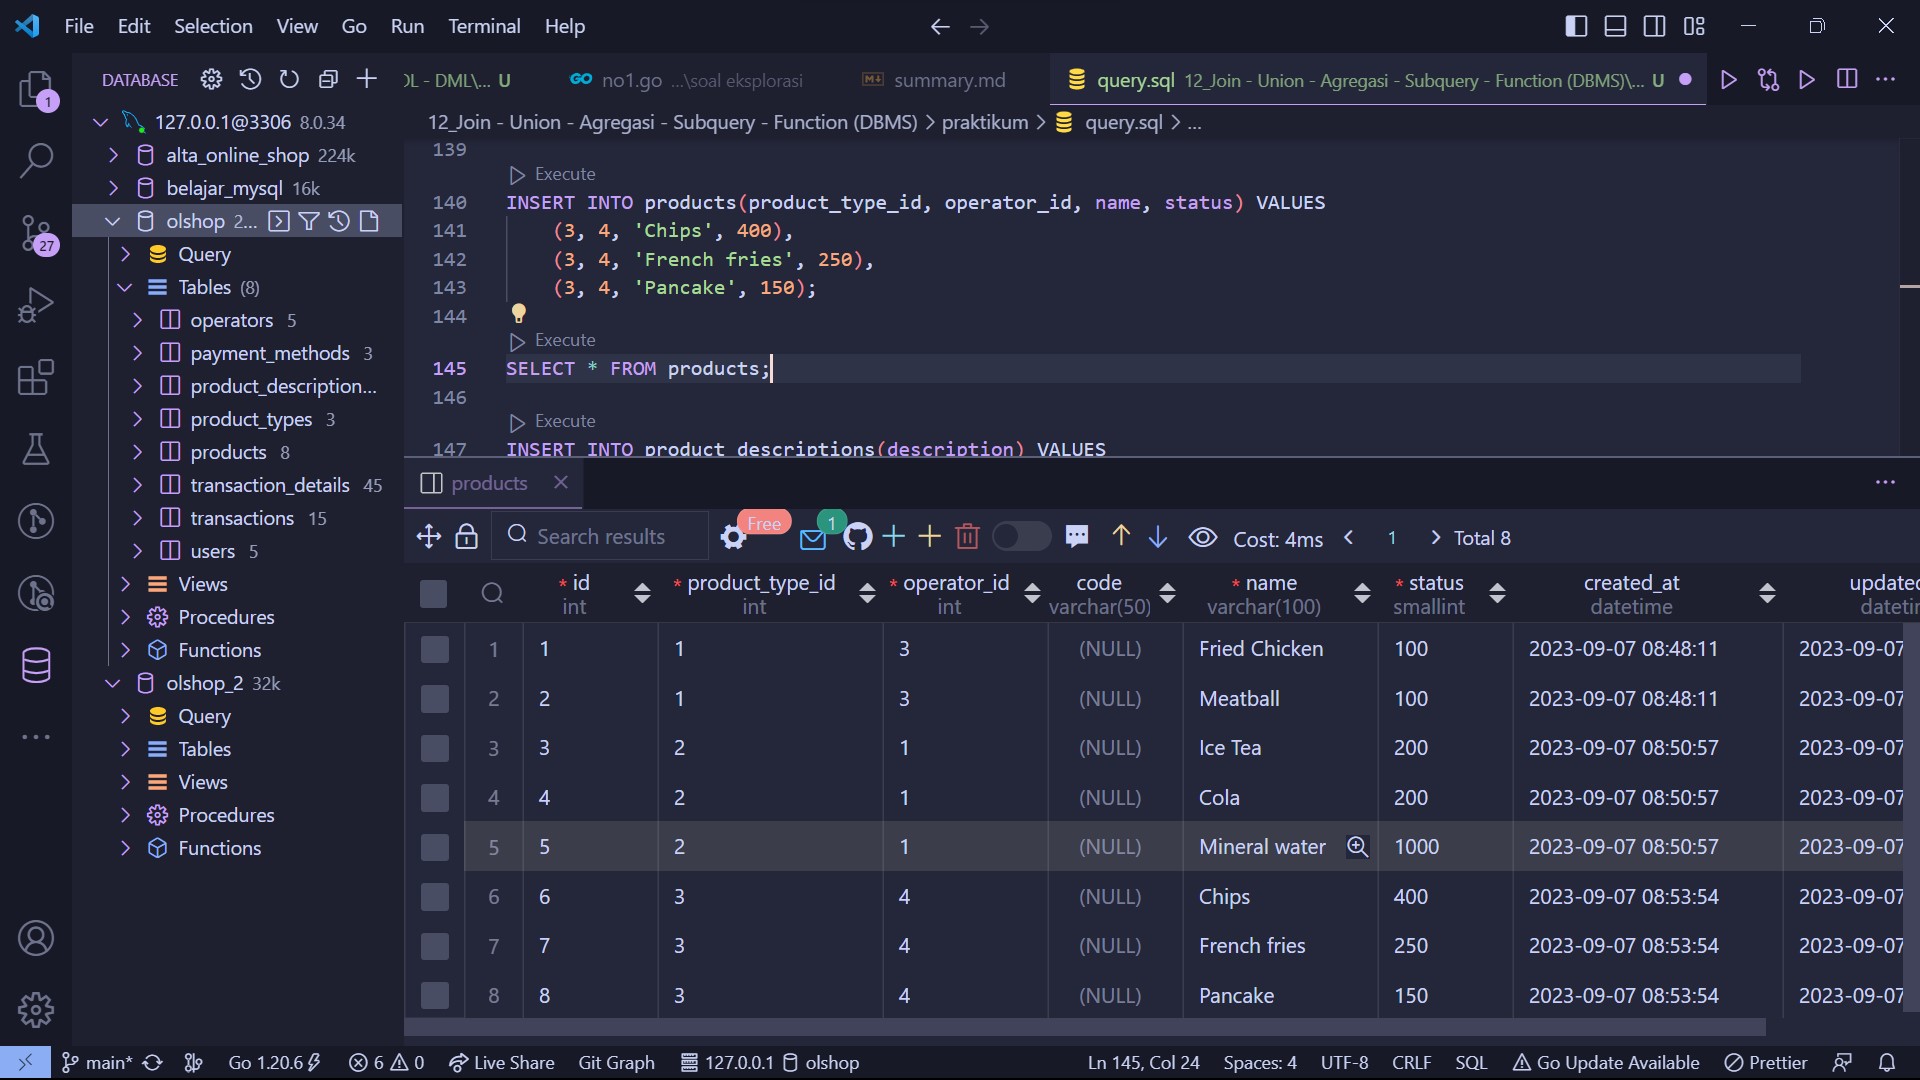 File Edit Selection View Go Run Terminal Help
DATABASE
)L - DML\... U
no1.go ...\soal eksplorasi
summary.md
query.sql 12_Join - Union - Agregasi - Subquery - Function (DBMS)\... U
1
27
127.0.0.1@3306 8.0.34
alta_online_shop 224k
belajar_mysql 16k
olshop 2...
Query
Tables (8)
operators 5
payment_methods 3
product_description...
product_types 3
products 8
transaction_details 45
transactions 15
users 5
Views
Procedures
Functions
olshop_2 32k
Query
Tables
Views
Procedures
Functions
12_Join - Union - Agregasi - Subquery - Function (DBMS) > praktikum > query.sql > ...
139
Execute
140 INSERT INTO products(product_type_id, operator_id, name, status) VALUES
141 (3, 4, 'Chips', 400),
142 (3, 4, 'French fries', 250),
143 (3, 4, 'Pancake', 150);
144
Execute
145 SELECT * FROM products;
146
Execute
147 INSERT INTO product_descriptions(description) VALUES
products
Search results Free 1 Cost: 4ms < 1 > Total 8
* id * product_type_id * operator_id code * name * status created_at updated
int int int varchar(50) varchar(100) smallint datetime datetin
1 1 1 3 (NULL) Fried Chicken 100 2023-09-07 08:48:11 2023-09-07
2 2 1 3 (NULL) Meatball 100 2023-09-07 08:48:11 2023-09-07
3 3 2 1 (NULL) Ice Tea 200 2023-09-07 08:50:57 2023-09-07
4 4 2 1 (NULL) Cola 200 2023-09-07 08:50:57 2023-09-07
5 5 2 1 (NULL) Mineral water 1000 2023-09-07 08:50:57 2023-09-07
6 6 3 4 (NULL) Chips 400 2023-09-07 08:53:54 2023-09-07
7 7 3 4 (NULL) French fries 250 2023-09-07 08:53:54 2023-09-07
8 8 3 4 (NULL) Pancake 150 2023-09-07 08:53:54 2023-09-07
main* Go 1.20.6 6 0 Live Share Git Graph 127.0.0.1 olshop Ln 145, Col 24 Spaces: 4 UTF-8 CRLF SQL Go Update Available Prettier